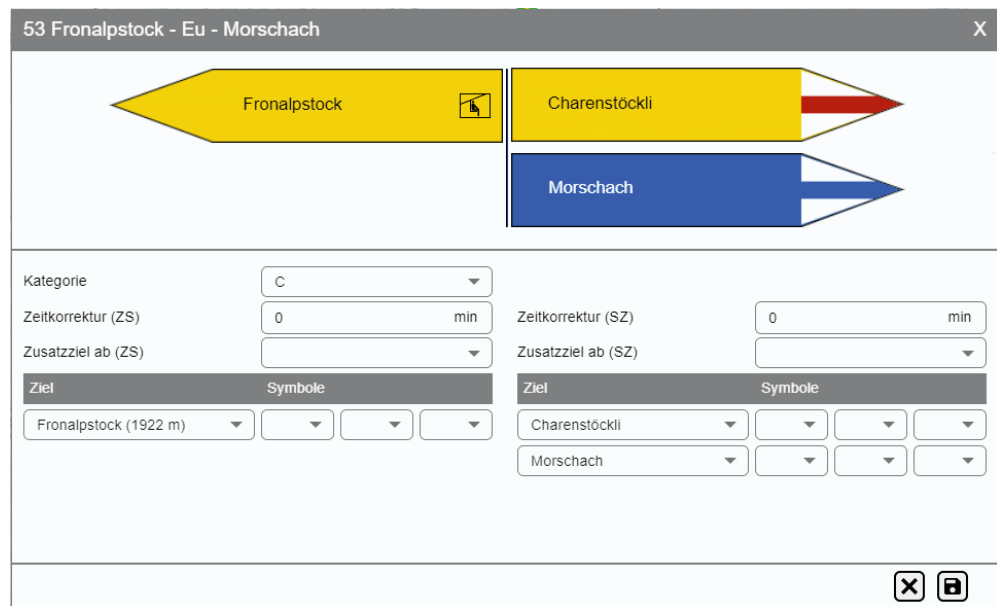 53 Fronalpstock - Eu - Morschach X
Fronalpstock Charenstöckli
Morschach
Kategorie C
Zeitkorrektur (ZS) 0 min Zeitkorrektur (SZ) 0 min
Zusatzziel ab (ZS) Zusatzziel ab (SZ)
Ziel Symbole Ziel Symbole
Fronalpstock (1922 m) Charenstöckli
Morschach